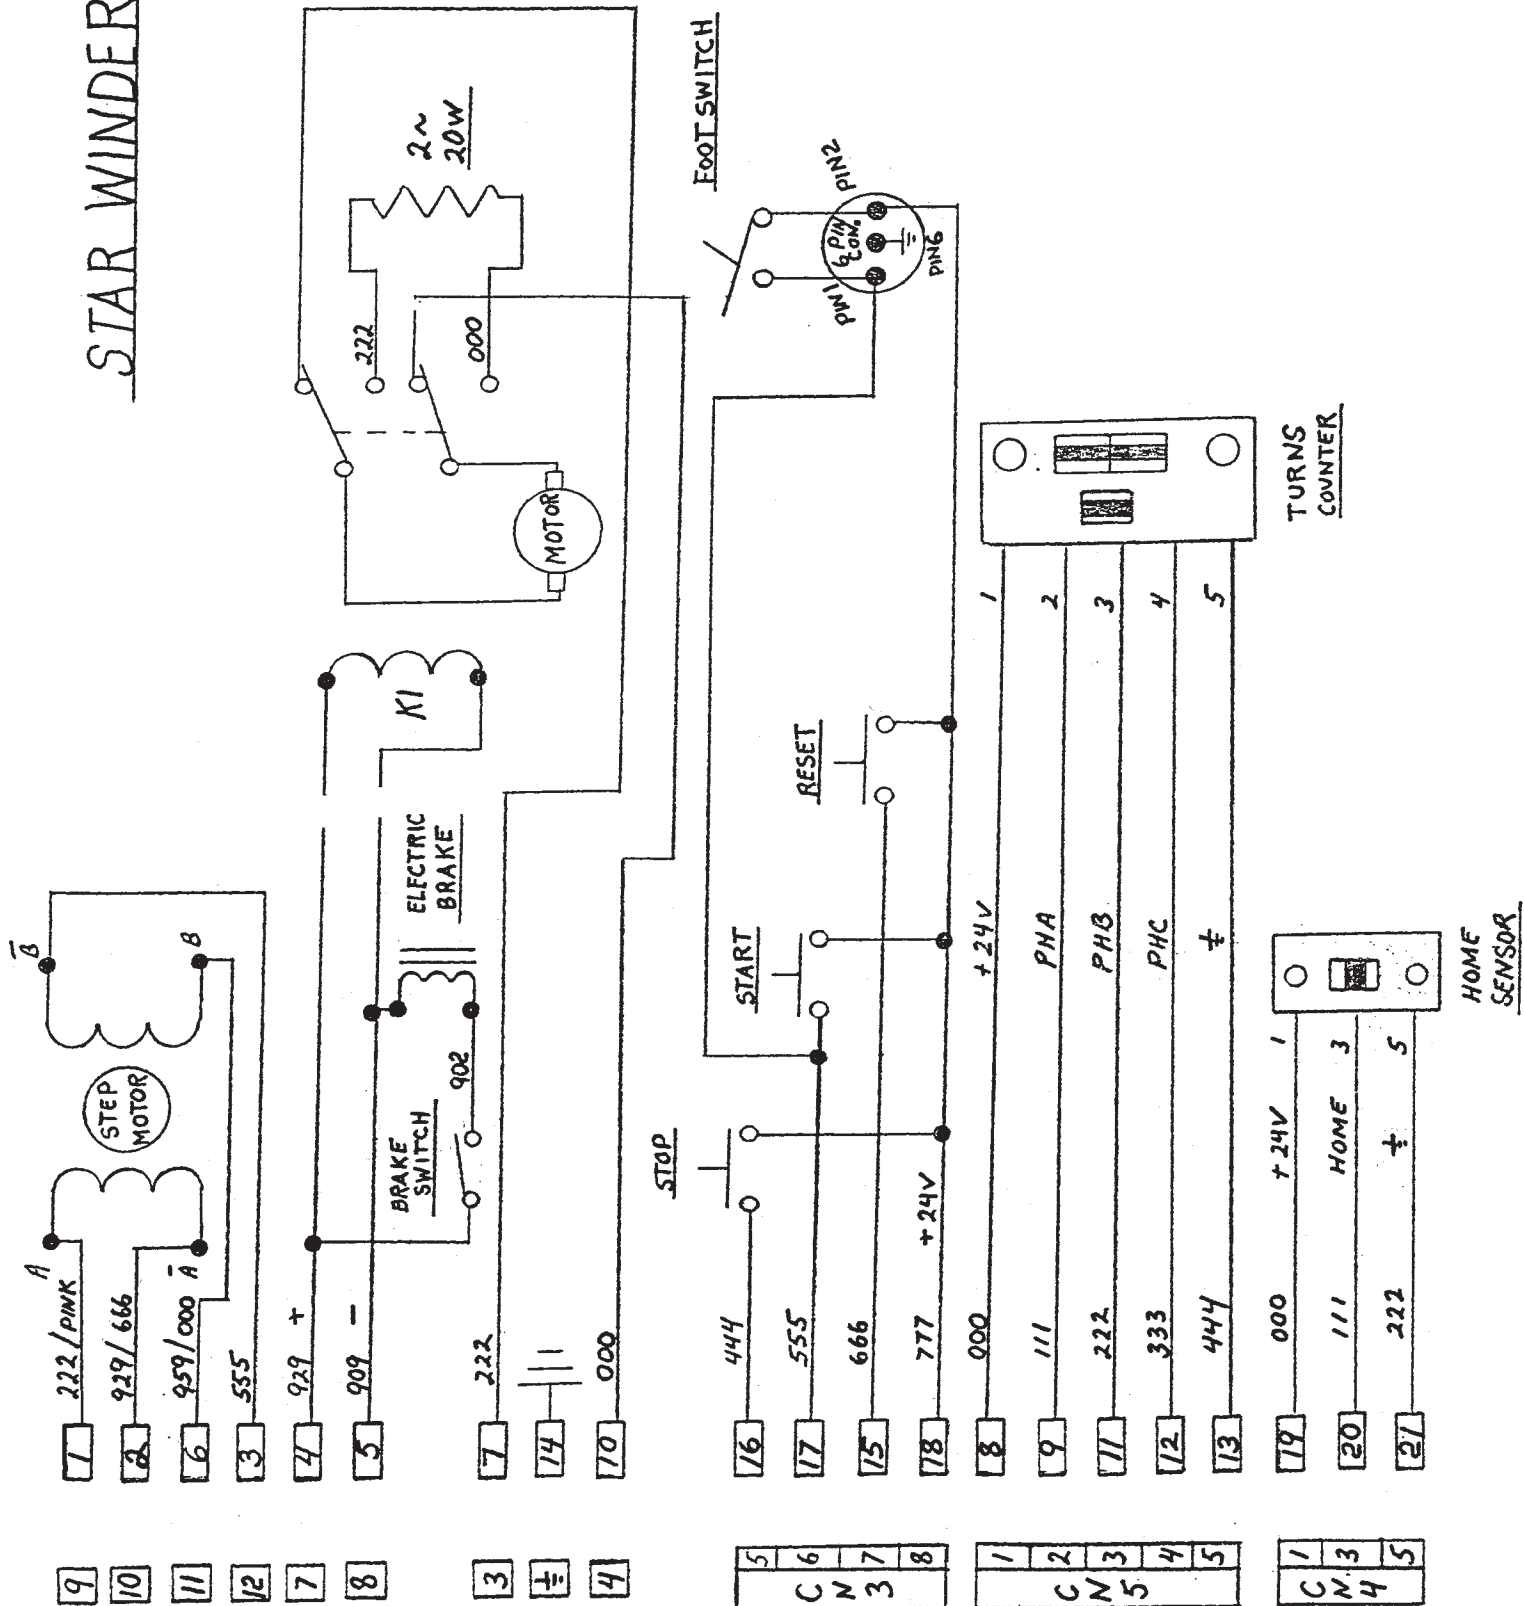 STAR WINDER
9 1 222/PINK A
10 2 929/666 A̅
11 6 959/000 B
12 3 555 B̅
STEP
MOTOR
7 4 929 +
8 5 909 −
BRAKE
SWITCH
902
ELECTRIC
BRAKE
K1
MOTOR
222
000
2~
20W
3 7 222
14
4 10 000
FOOT SWITCH
PIN1
6 PIN
CON.
PIN2
PIN6
STOP
START
RESET
CN3
5 16 444
6 17 555
7 15 666
8 18 777 +24V
CN5
1 8 000 +24V 1
2 9 111 PHA 2
3 11 222 PHB 3
4 12 333 PHC 4
5 13 444 5
TURNS
COUNTER
CN4
1 19 000 +24V 1
3 20 111 HOME 3
5 21 222 5
HOME
SENSOR